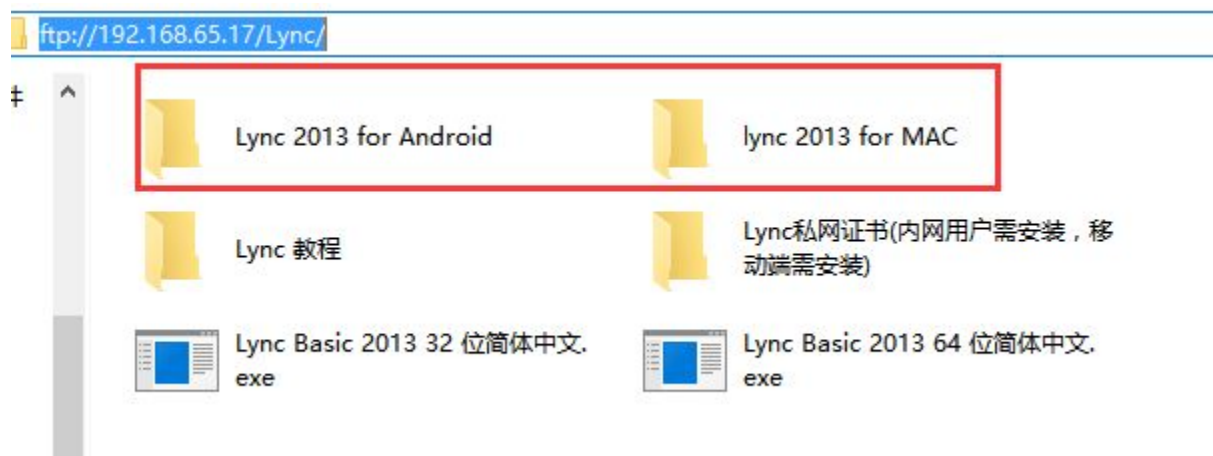 ftp://192.168.65.17/Lync/
Lync 2013 for Android
lync 2013 for MAC
Lync 教程
Lync私网证书(内网用户需安装，移
动端需安装)
Lync Basic 2013 32 位简体中文.
exe
Lync Basic 2013 64 位简体中文.
exe